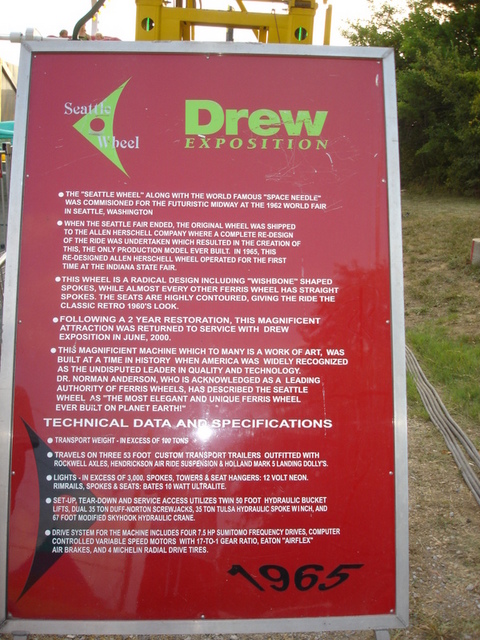 Seattle
Wheel
Drew
EXPOSITION
THE "SEATTLE WHEEL" ALONG WITH THE WORLD FAMOUS "SPACE NEEDLE"
WAS COMMISIONED FOR THE FUTURISTIC MIDWAY AT THE 1962 WORLD FAIR
IN SEATTLE, WASHINGTON
WHEN THE SEATTLE FAIR ENDED, THE ORIGINAL WHEEL WAS SHIPPED
TO THE ALLEN HERSCHELL COMPANY WHERE A COMPLETE RE-DESIGN
OF THE RIDE WAS UNDERTAKEN WHICH RESULTED IN THE CREATION OF
THIS, THE ONLY PRODUCTION MODEL EVER BUILT. IN 1965, THIS
RE-DESIGNED ALLEN HERSCHELL WHEEL OPERATED FOR THE FIRST
TIME AT THE INDIANA STATE FAIR.
THIS WHEEL IS A RADICAL DESIGN INCLUDING "WISHBONE" SHAPED
SPOKES, WHILE ALMOST EVERY OTHER FERRIS WHEEL HAS STRAIGHT
SPOKES. THE SEATS ARE HIGHLY CONTOURED, GIVING THE RIDE THE
CLASSIC RETRO 1960'S LOOK.
FOLLOWING A 2 YEAR RESTORATION, THIS MAGNIFICENT
ATTRACTION WAS RETURNED TO SERVICE WITH DREW
EXPOSITION IN JUNE, 2000.
THIS MAGNIFICIENT MACHINE WHICH TO MANY IS A WORK OF ART, WAS
BUILT AT A TIME IN HISTORY WHEN AMERICA WAS WIDELY RECOGNIZED
AS THE UNDISPUTED LEADER IN QUALITY AND TECHNOLOGY.
DR. NORMAN ANDERSON, WHO IS ACKNOWLEDGED AS A LEADING
AUTHORITY OF FERRIS WHEELS, HAS DESCRIBED THE SEATTLE
WHEEL AS "THE MOST ELEGANT AND UNIQUE FERRIS WHEEL
EVER BUILT ON PLANET EARTH!"
TECHNICAL DATA AND SPECIFICATIONS
TRANSPORT WEIGHT - IN EXCESS OF 100 TONS
TRAVELS ON THREE 53 FOOT CUSTOM TRANSPORT TRAILERS OUTFITTED WITH
ROCKWELL AXLES, HENDRICKSON AIR RIDE SUSPENSION & HOLLAND MARK 5 LANDING DOLLY'S.
LIGHTS - IN EXCESS OF 3,000. SPOKES, TOWERS & SEAT HANGERS: 12 VOLT NEON.
RIMRAILS, SPOKES & SEATS: BATES 10 WATT ULTRALITE.
SET-UP, TEAR-DOWN AND SERVICE ACCESS UTILIZES TWIN 50 FOOT HYDRAULIC BUCKET
LIFTS, DUAL 35 TON DUFF-NORTON SCREWJACKS, 35 TON TULSA HYDRAULIC SPOKE WINCH, AND
67 FOOT MODIFIED SKYHOOK HYDRAULIC CRANE.
DRIVE SYSTEM FOR THE MACHINE INCLUDES FOUR 7.5 HP SUMITOMO FREQUENCY DRIVES, COMPUTER
CONTROLLED VARIABLE SPEED MOTORS WITH 17-TO-1 GEAR RATIO, EATON "AIRFLEX"
AIR BRAKES, AND 4 MICHELIN RADIAL DRIVE TIRES.
1965